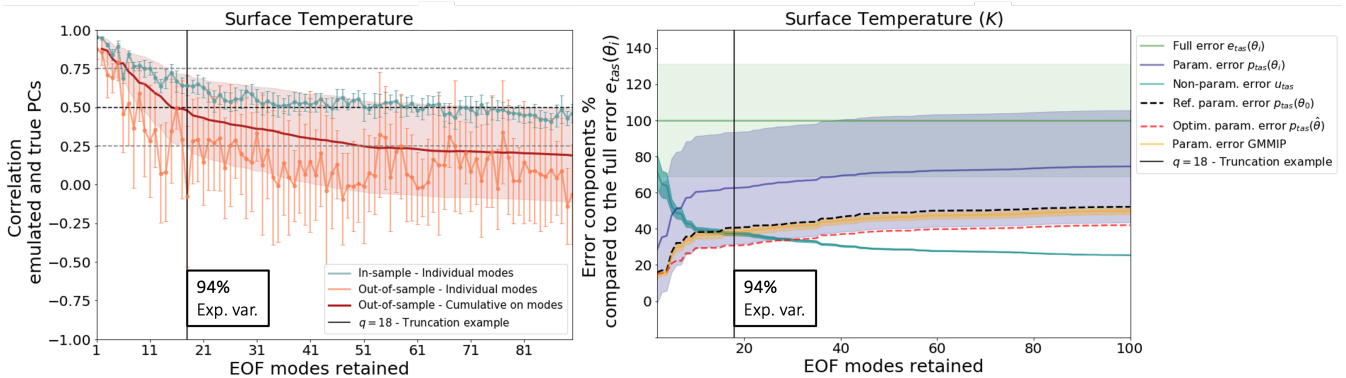 Surface Temperature
Correlation
emulated and true PCs
1.00
0.75
0.50
0.25
0.00
−0.25
−0.50
−0.75
−1.00
94%
Exp. var.
In-sample - Individual modes
Out-of-sample - Individual modes
Out-of-sample - Cumulative on modes
q = 18 - Truncation example
1 11 21 31 41 51 61 71 81
EOF modes retained
Surface Temperature (K)
Error components %
compared to the full error e_tas(θ_i)
140
120
100
80
60
40
20
0
94%
Exp. var.
20 40 60 80 100
EOF modes retained
Full error e_tas(θ_i)
Param. error p_tas(θ_i)
Non-param. error u_tas
Ref. param. error p_tas(θ_0)
Optim. param. error p_tas(θ̂)
Param. error GMMIP
q = 18 - Truncation example